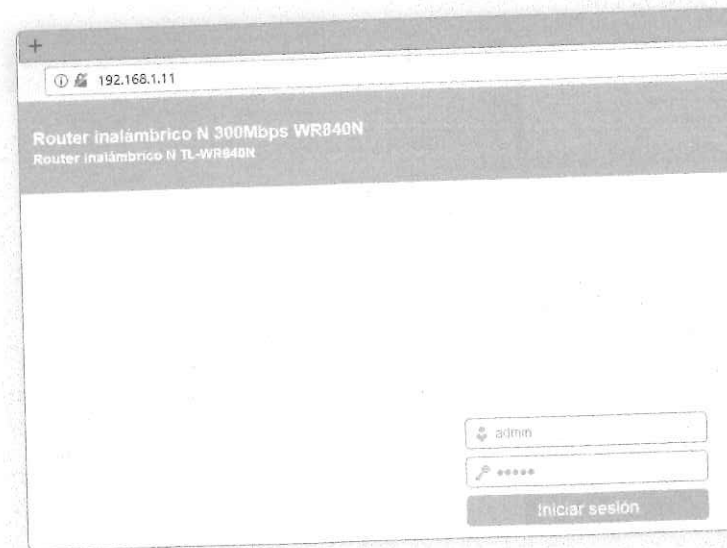 192.168.1.11
Router inalámbrico N 300Mbps WR840N
Router inalámbrico N TL-WR840N
admin
Iniciar sesión